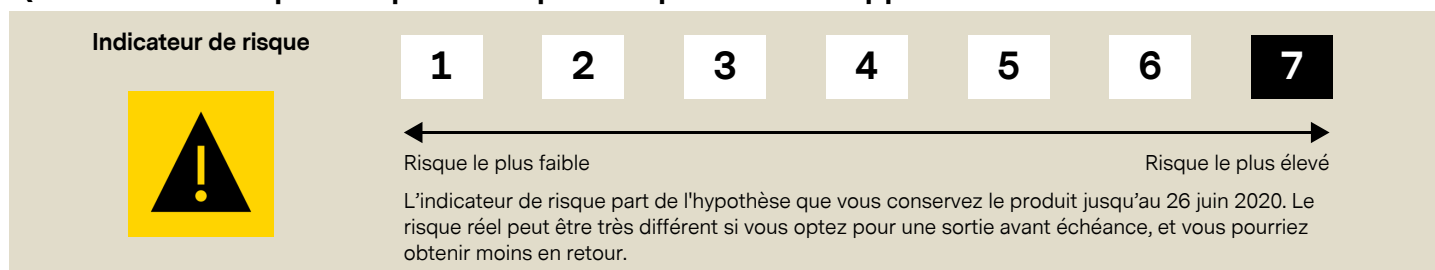 Indicateur de risque
1 2 3 4 5 6 7
Risque le plus faible Risque le plus élevé
L’indicateur de risque part de l'hypothèse que vous conservez le produit jusqu’au 26 juin 2020. Le
risque réel peut être très différent si vous optez pour une sortie avant échéance, et vous pourriez
obtenir moins en retour.